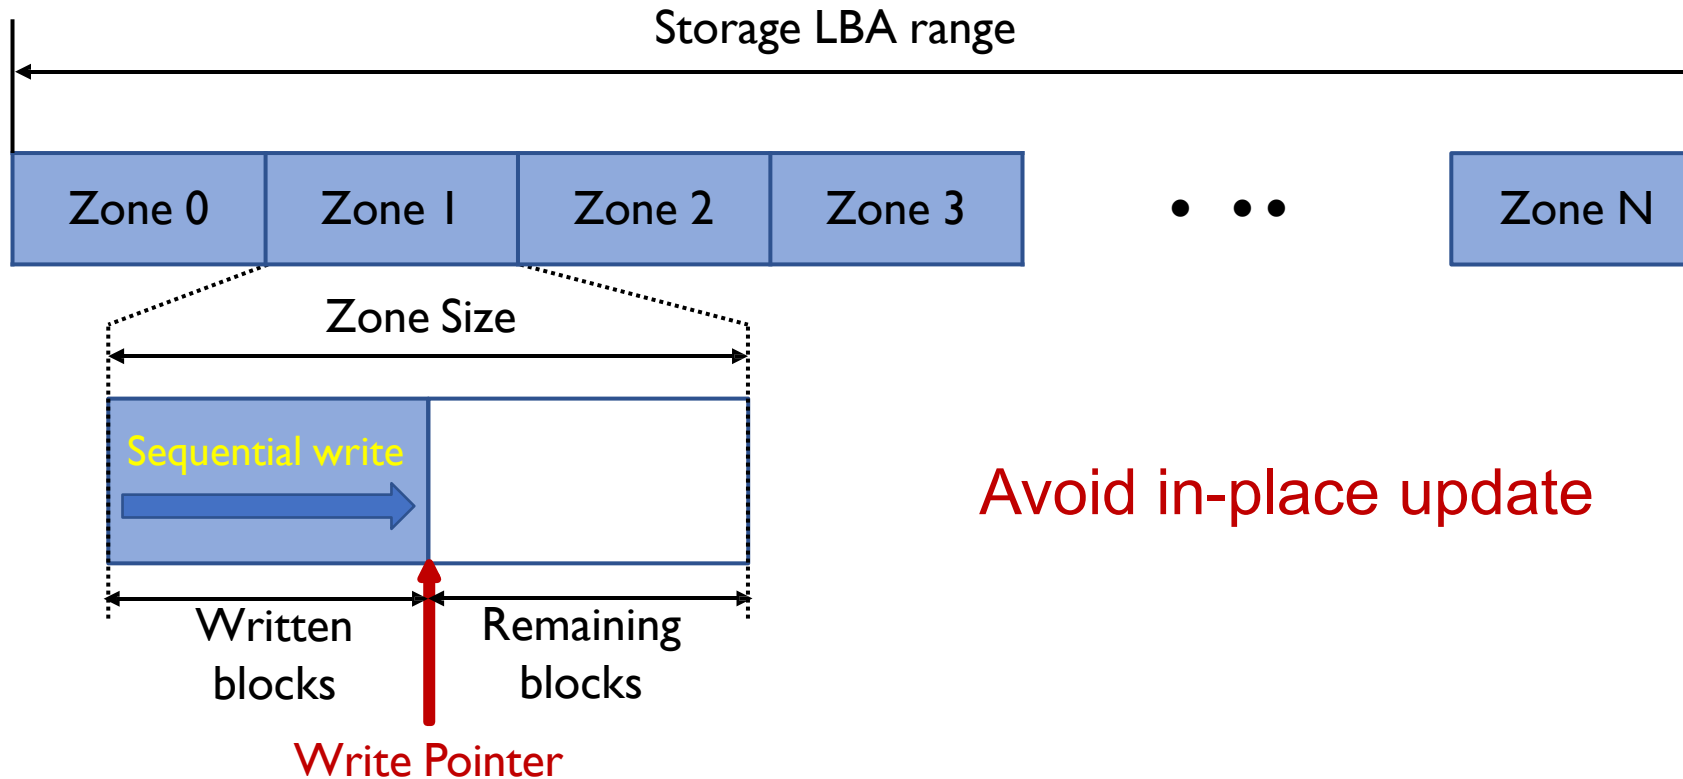 Storage LBA range
Zone 0
Zone 1
Zone 2
Zone 3
Zone N
Zone Size
Sequential write
Avoid in-place update
Written
blocks
Remaining
blocks
Write Pointer